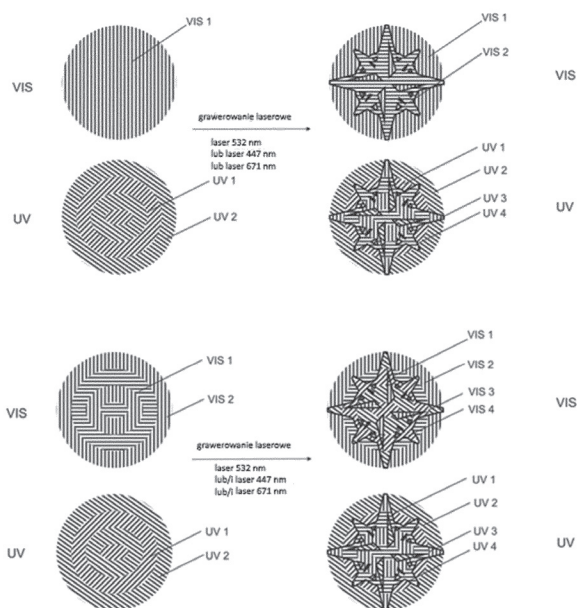 VIS 1
VIS 1
VIS 2
VIS
VIS
grawerowanie laserowe
laser 532 nm
lub laser 447 nm
lub laser 671 nm
UV 1
UV 2
UV 1
UV 2
UV 3
UV 4
UV
UV
VIS 1
VIS 2
VIS 1
VIS 2
VIS 3
VIS 4
VIS
VIS
grawerowanie laserowe
laser 532 nm
lub/I laser 447 nm
lub/I laser 671 nm
UV 1
UV 2
UV 1
UV 2
UV 3
UV 4
UV
UV